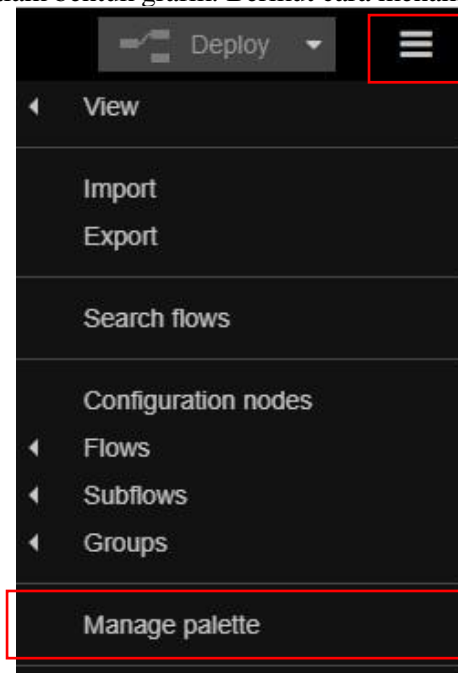 Deploy
View
Import
Export
Search flows
Configuration nodes
Flows
Subflows
Groups
Manage palette